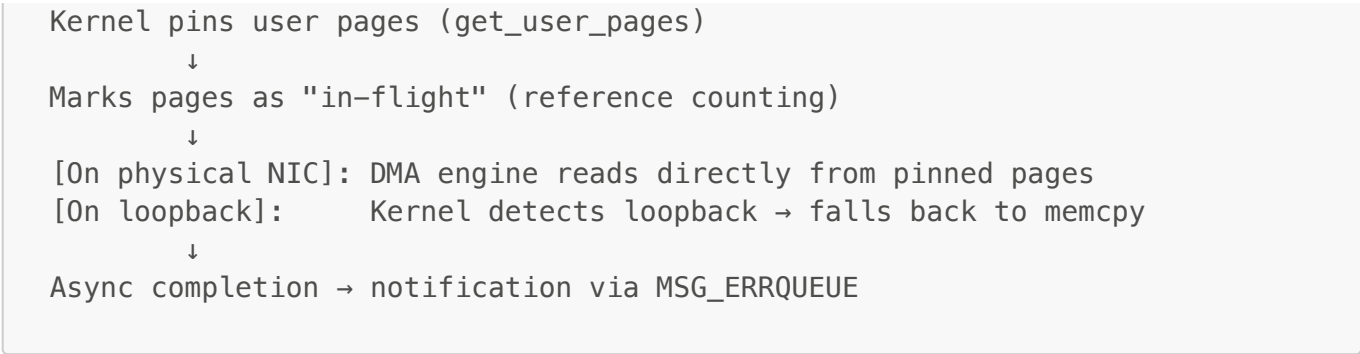 Kernel pins user pages (get_user_pages)
↓
Marks pages as "in-flight" (reference counting)
↓
[On physical NIC]: DMA engine reads directly from pinned pages
[On loopback]:     Kernel detects loopback → falls back to memcpy
↓
Async completion → notification via MSG_ERRQUEUE